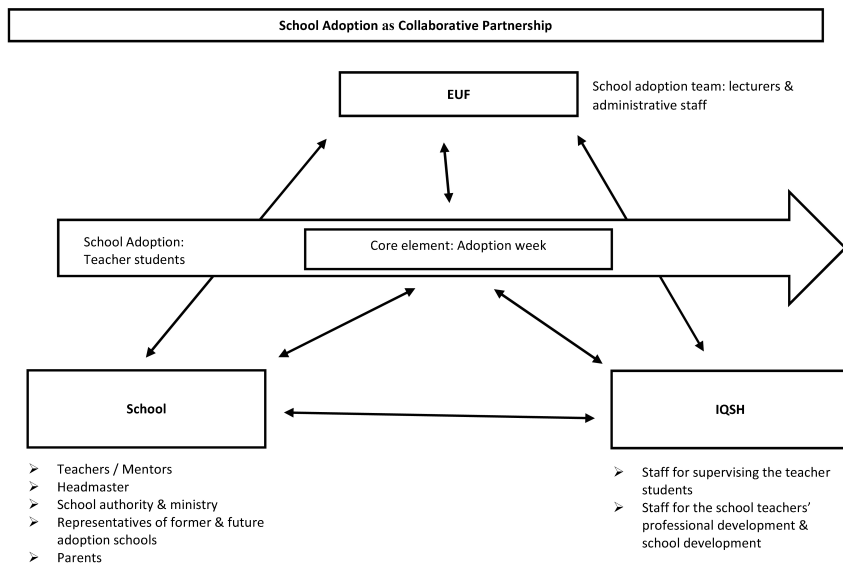 School Adoption as Collaborative Partnership
EUF
School adoption team: lecturers &
administrative staff
School Adoption:
Teacher students
Core element: Adoption week
School
IQSH
➢ Teachers / Mentors
➢ Headmaster
➢ School authority & ministry
➢ Representatives of former & future
adoption schools
➢ Parents
➢ Staff for supervising the teacher
students
➢ Staff for the school teachers’
professional development &
school development